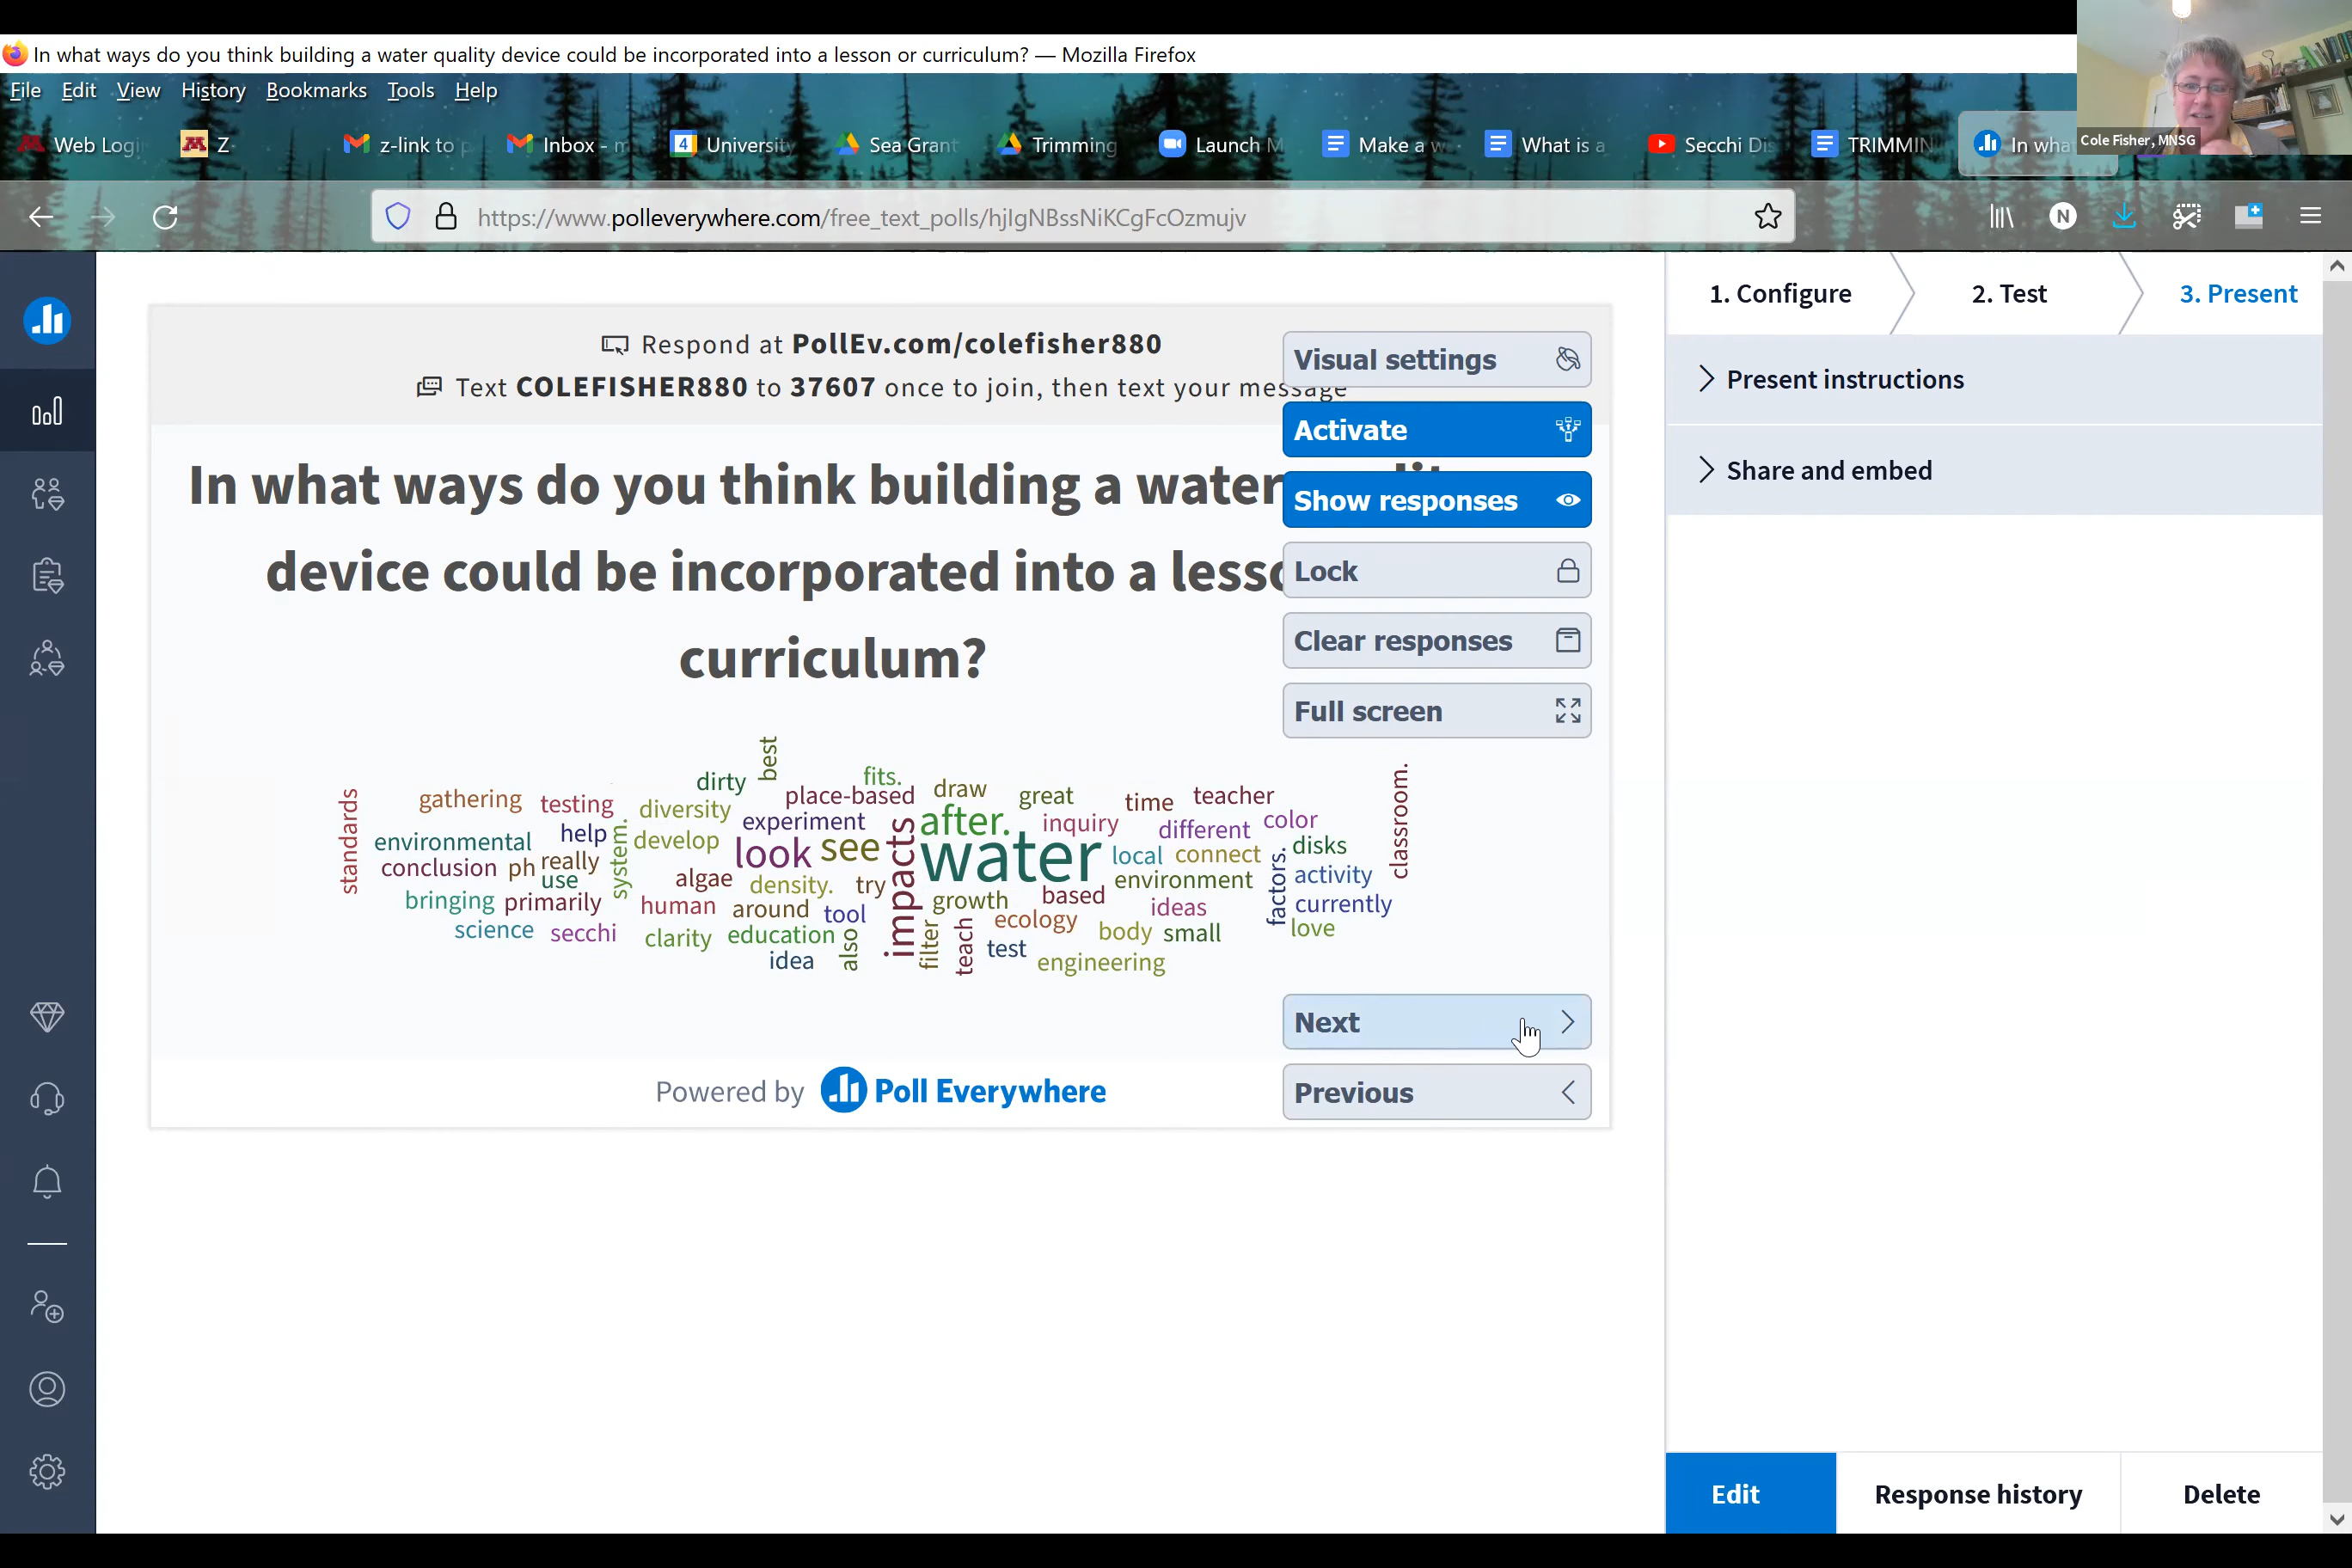 In what ways do you think building a water quality device could be incorporated into a lesson or curriculum? — Mozilla Firefox
File Edit View History Bookmarks Tools Help
Web Logi Z z-link to p Inbox - m University Sea Grant Trimming Launch M Make a w What is a Secchi Dis TRIMMIN In wha
Cole Fisher, MNSG
https://www.polleverywhere.com/free_text_polls/hjIgNBssNiKCgFcOzmujv
N
1. Configure 2. Test 3. Present
Present instructions
Share and embed
Respond at PollEv.com/colefisher880
Text COLEFISHER880 to 37607 once to join, then text your message
In what ways do you think building a water
device could be incorporated into a lesso
curriculum?
Visual settings
Activate
Show responses
Lock
Clear responses
Full screen
best
dirty
fits.
gathering
testing
diversity
place-based
draw
great
time
teacher
classroom.
standards
environmental
help
system.
develop
experiment
after.
inquiry
different
color
conclusion
ph
really
use
look
see
impacts
water
local
connect
disks
algae
density.
try
environment
factors.
activity
bringing
primarily
human
around
tool
growth
based
ideas
currently
science
secchi
clarity
education
also
filter
teach
ecology
body
small
love
idea
test
engineering
Next
Previous
Powered by Poll Everywhere
Edit Response history Delete